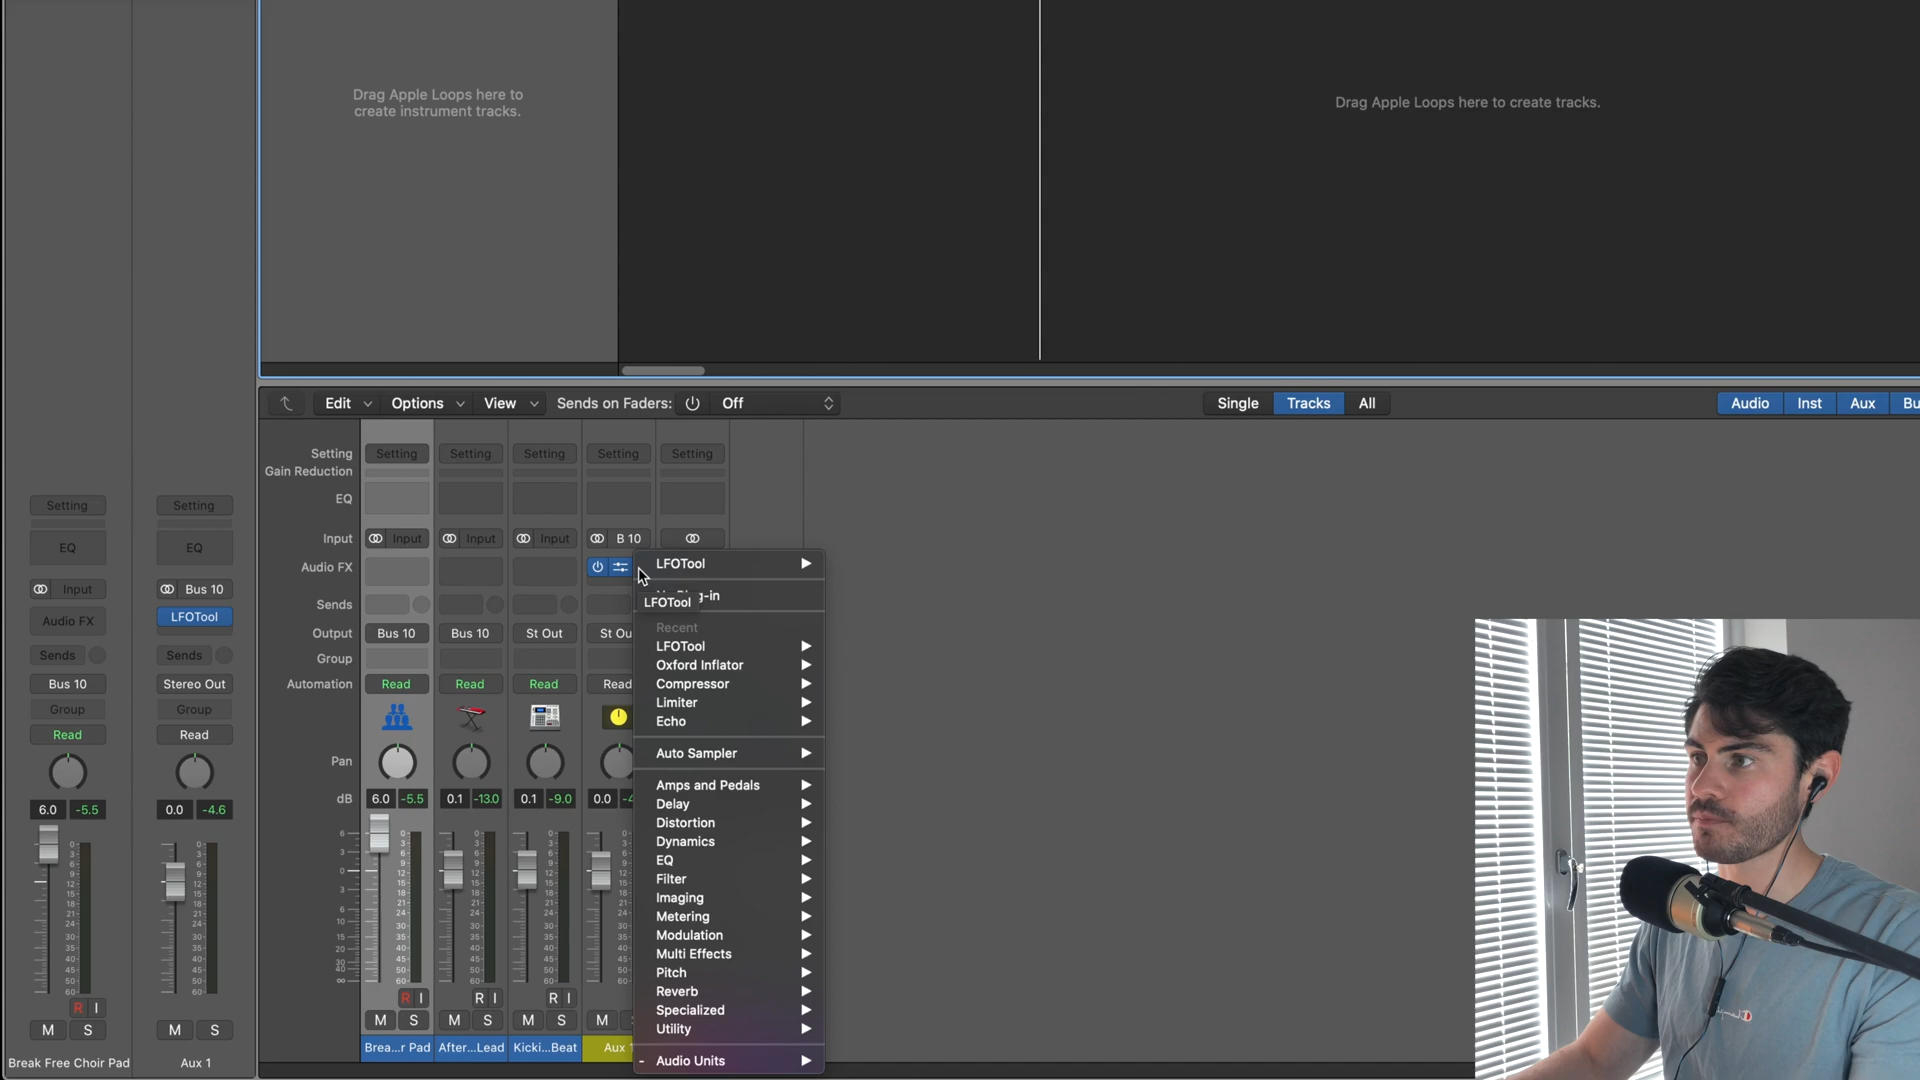 Drag Apple Loops here to
create instrument tracks.
Drag Apple Loops here to create tracks.
Edit Options View Sends on Faders: Off Single Tracks All Audio Inst Aux
Setting Setting Setting Setting Setting Setting
Gain Reduction
EQ
Input Input Input Input B 10
Audio FX
Sends
Output Bus 10 Bus 10 St Out St Ou
Group
Automation Read Read Read Read
Pan
dB 6.0 -5.5 0.1 -13.0 0.1 -9.0 0.0
R I R I R I
M S M S M S M
Brea...r Pad After...Lead Kicki...Beat Aux 1
Setting Setting
EQ EQ
Input Bus 10
Audio FX LFOTool
Sends Sends
Bus 10 Stereo Out
Group Group
Read Read
6.0 -5.5 0.0 -4.6
R I
M S M S
Break Free Choir Pad Aux 1
LFOTool
LFOTool
Recent
LFOTool
Oxford Inflator
Compressor
Limiter
Echo
Auto Sampler
Amps and Pedals
Delay
Distortion
Dynamics
EQ
Filter
Imaging
Metering
Modulation
Multi Effects
Pitch
Reverb
Specialized
Utility
Audio Units